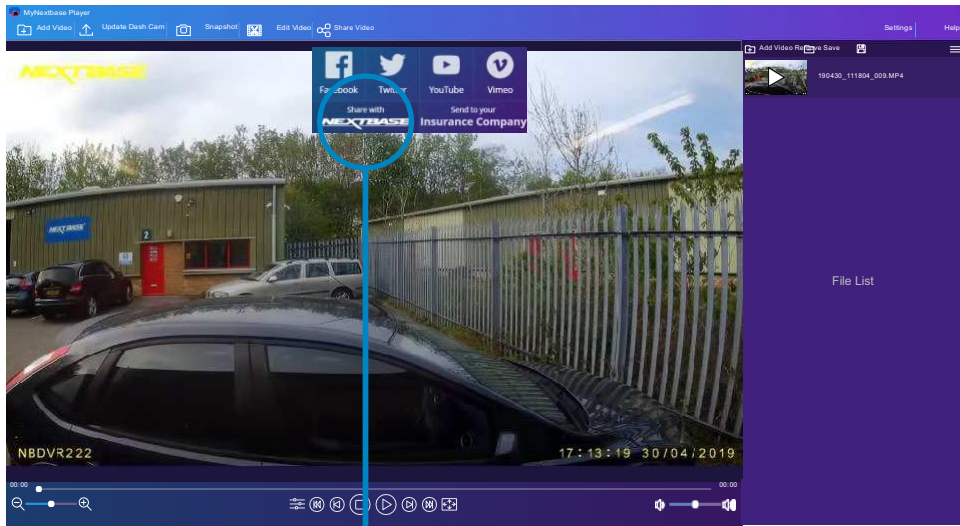 MyNextbase Player
Add Video Update Dash Cam Snapshot Edit Video Share Video Settings Help
Add Video Remove Save
190430_111804_009.MP4
NEXTBASE
Facebook Twitter YouTube Vimeo
Share with
NEXTBASE
Send to your
Insurance Company
NEXTBASE
2
File List
NBDVR222 17:13:19 30/04/2019
00:00 00:00